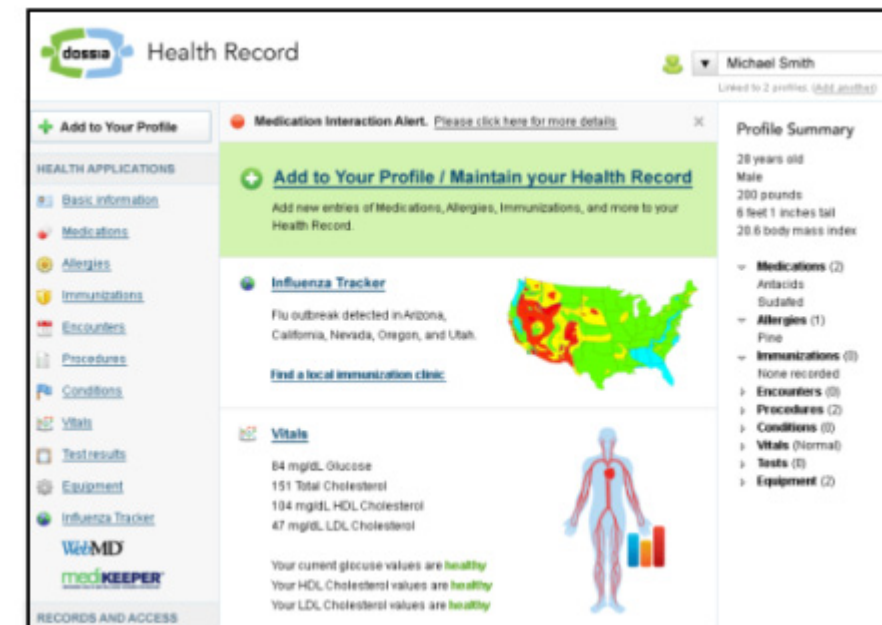 dossia Health Record
Michael Smith
Linked to 2 profiles. (Add another)
Add to Your Profile
HEALTH APPLICATIONS
Basic information
Medications
Allergies
Immunizations
Encounters
Procedures
Conditions
Vitals
Test results
Equipment
Influenza Tracker
WebMD
mediKEEPER
RECORDS AND ACCESS
Medication Interaction Alert. Please click here for more details
Add to Your Profile / Maintain your Health Record
Add new entries of Medications, Allergies, Immunizations, and more to your
Health Record.
Influenza Tracker
Flu outbreak detected in Arizona,
California, Nevada, Oregon, and Utah.
Find a local immunization clinic
Vitals
84 mg/dL Glucose
151 Total Cholesterol
104 mg/dL HDL Cholesterol
47 mg/dL LDL Cholesterol
Your current glocuse values are healthy
Your HDL Cholesterol values are healthy
Your LDL Cholesterol values are healthy
Profile Summary
28 years old
Male
200 pounds
6 feet 1 inches tall
20.6 body mass index
Medications (2)
Antacids
Sudafed
Allergies (1)
Pine
Immunizations (0)
None recorded
Encounters (0)
Procedures (2)
Conditions (0)
Vitals (Normal)
Tests (0)
Equipment (2)